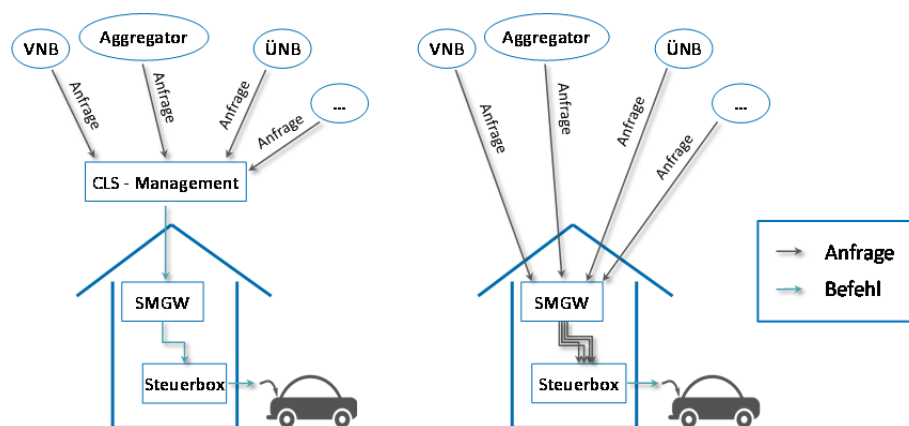 VNB
Aggregator
ÜNB
...
Anfrage
Anfrage
Anfrage
Anfrage
CLS - Management
SMGW
Steuerbox
VNB
Aggregator
ÜNB
...
Anfrage
Anfrage
Anfrage
Anfrage
SMGW
Steuerbox
Anfrage
Befehl